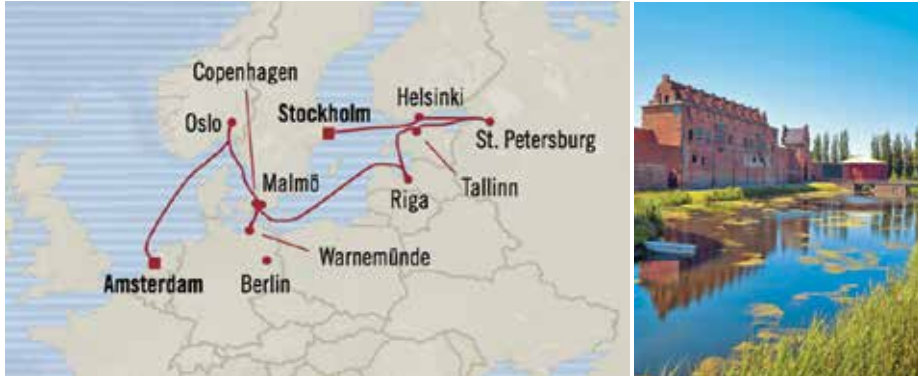 Copenhagen
Oslo
Stockholm
Helsinki
St. Petersburg
Malmö
Riga
Tallinn
Warnemünde
Amsterdam
Berlin